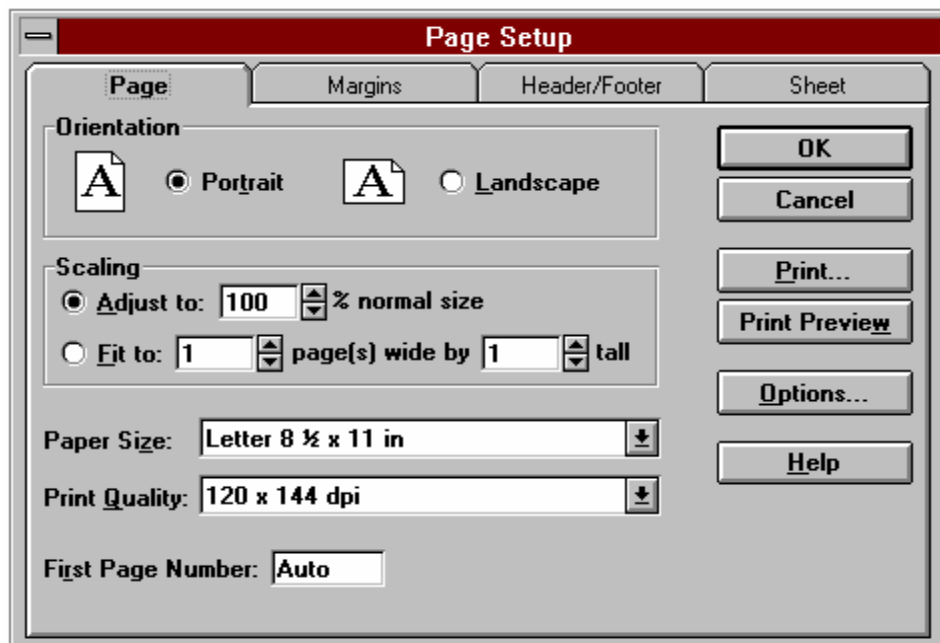 Page Setup
Page Margins Header/Footer Sheet
Orientation
A Portrait A Landscape
OK
Cancel
Scaling
Adjust to: 100 % normal size
Fit to: 1 page(s) wide by 1 tall
Print...
Print Preview
Options...
Paper Size: Letter 8 ½ x 11 in
Help
Print Quality: 120 x 144 dpi
First Page Number: Auto